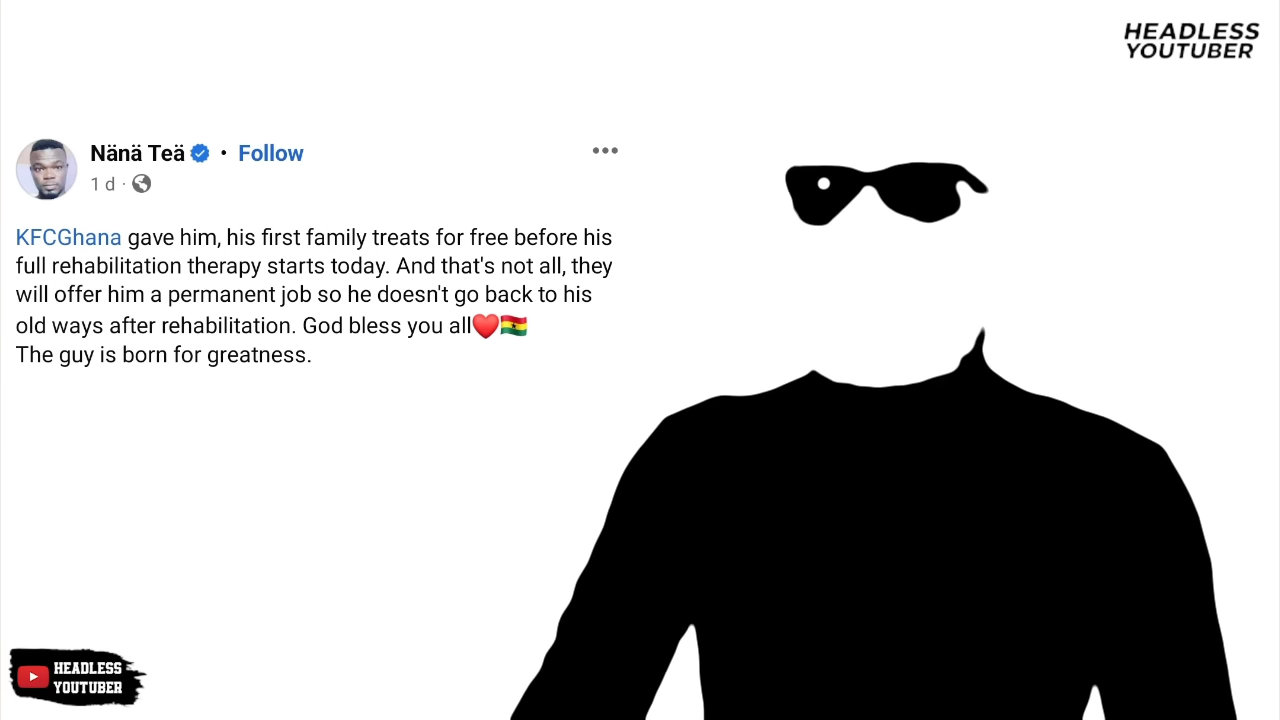 HEADLESS
YOUTUBER
Nänä Teä · Follow
1 d ·
KFCGhana gave him, his first family treats for free before his
full rehabilitation therapy starts today. And that's not all, they
will offer him a permanent job so he doesn't go back to his
old ways after rehabilitation. God bless you all❤️🇬🇭
The guy is born for greatness.
HEADLESS
YOUTUBER